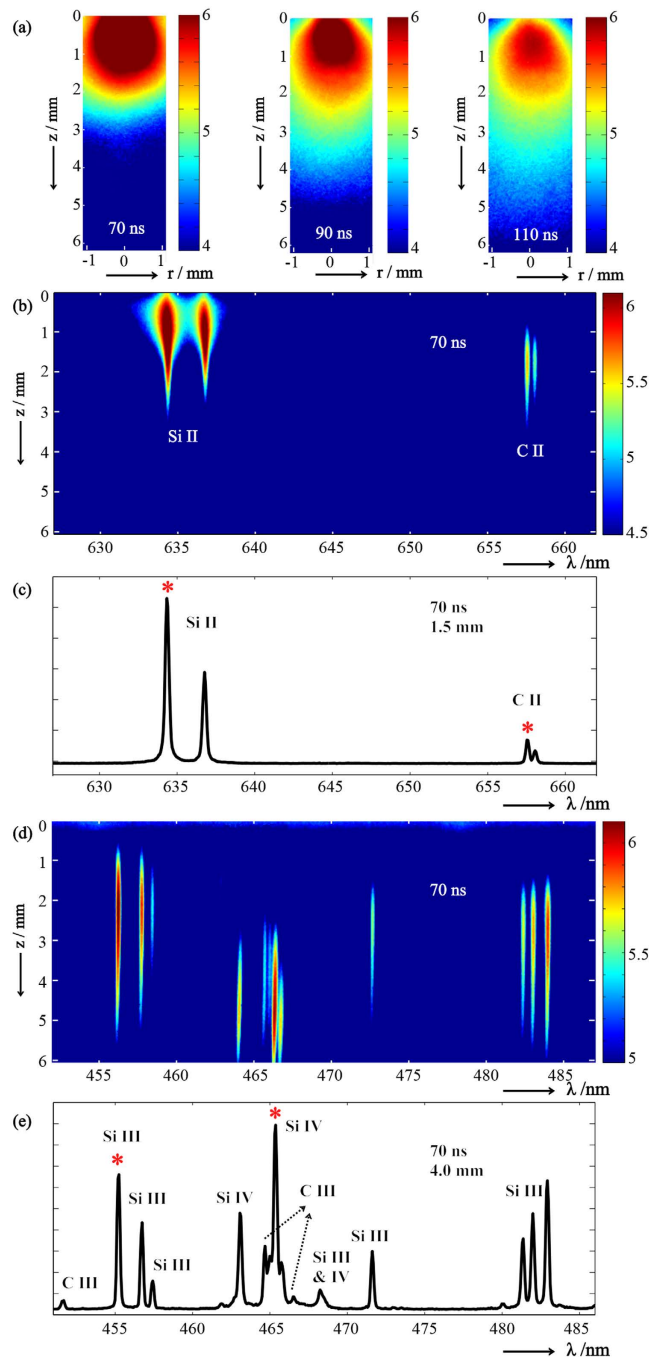 (a)
0
1
2
3
4
5
6
z / mm
70 ns
-1 0 1
r / mm
6
5
4
0
1
2
3
4
5
6
z / mm
90 ns
-1 0 1
r / mm
6
5
4
0
1
2
3
4
5
6
z / mm
110 ns
-1 0 1
r / mm
6
5
4
(b)
0
1
2
3
4
5
6
z / mm
70 ns
Si II
C II
630 635 640 645 650 655 660
λ /nm
6
5.5
5
4.5
(c)
70 ns
1.5 mm
*
Si II
C II
*
630 635 640 645 650 655 660
λ /nm
(d)
0
1
2
3
4
5
6
z / mm
70 ns
455 460 465 470 475 480 485
λ /nm
6
5.8
5.6
5.4
5.2
5
(e)
C III
Si III
*
Si III
Si III
Si IV
*
Si IV
C III
Si III
& IV
Si III
70 ns
4.0 mm
Si III
455 460 465 470 475 480 485
λ /nm